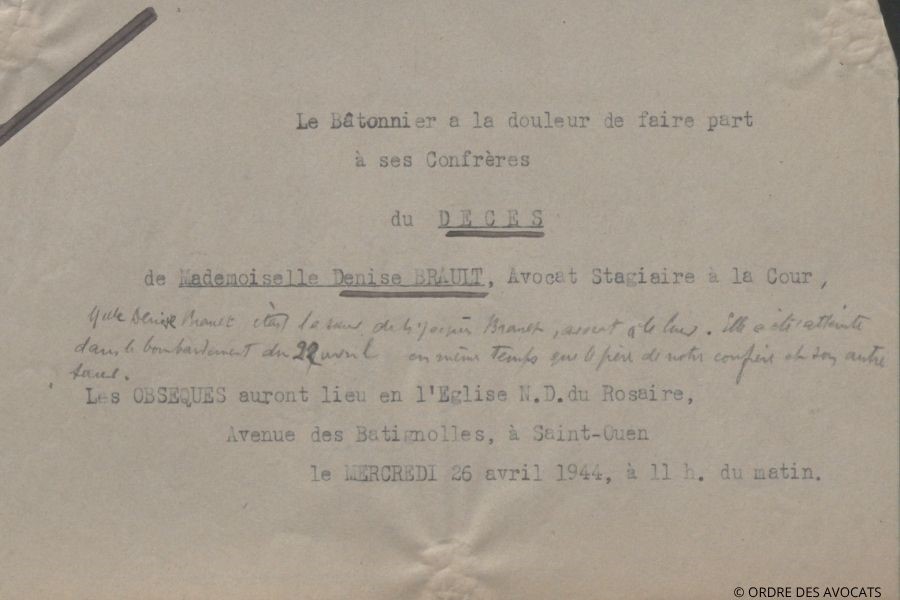 Le Bâtonnier a la douleur de faire part
à ses Confrères
du D E C E S
de Mademoiselle Denise BRAULT, Avocat Stagiaire à la Cour,
Melle Denise Brault était la sœur de Me Jacques Brault, avocat à la Cour. Elle a été atteinte
dans le bombardement du 22 avril en même temps que le père de notre confrère et son autre
sœur.
Les OBSEQUES auront lieu en l'Eglise N.D.du Rosaire,
Avenue des Batignolles, à Saint-Ouen
le MERCREDI 26 avril 1944, à 11 h. du matin.
© ORDRE DES AVOCATS